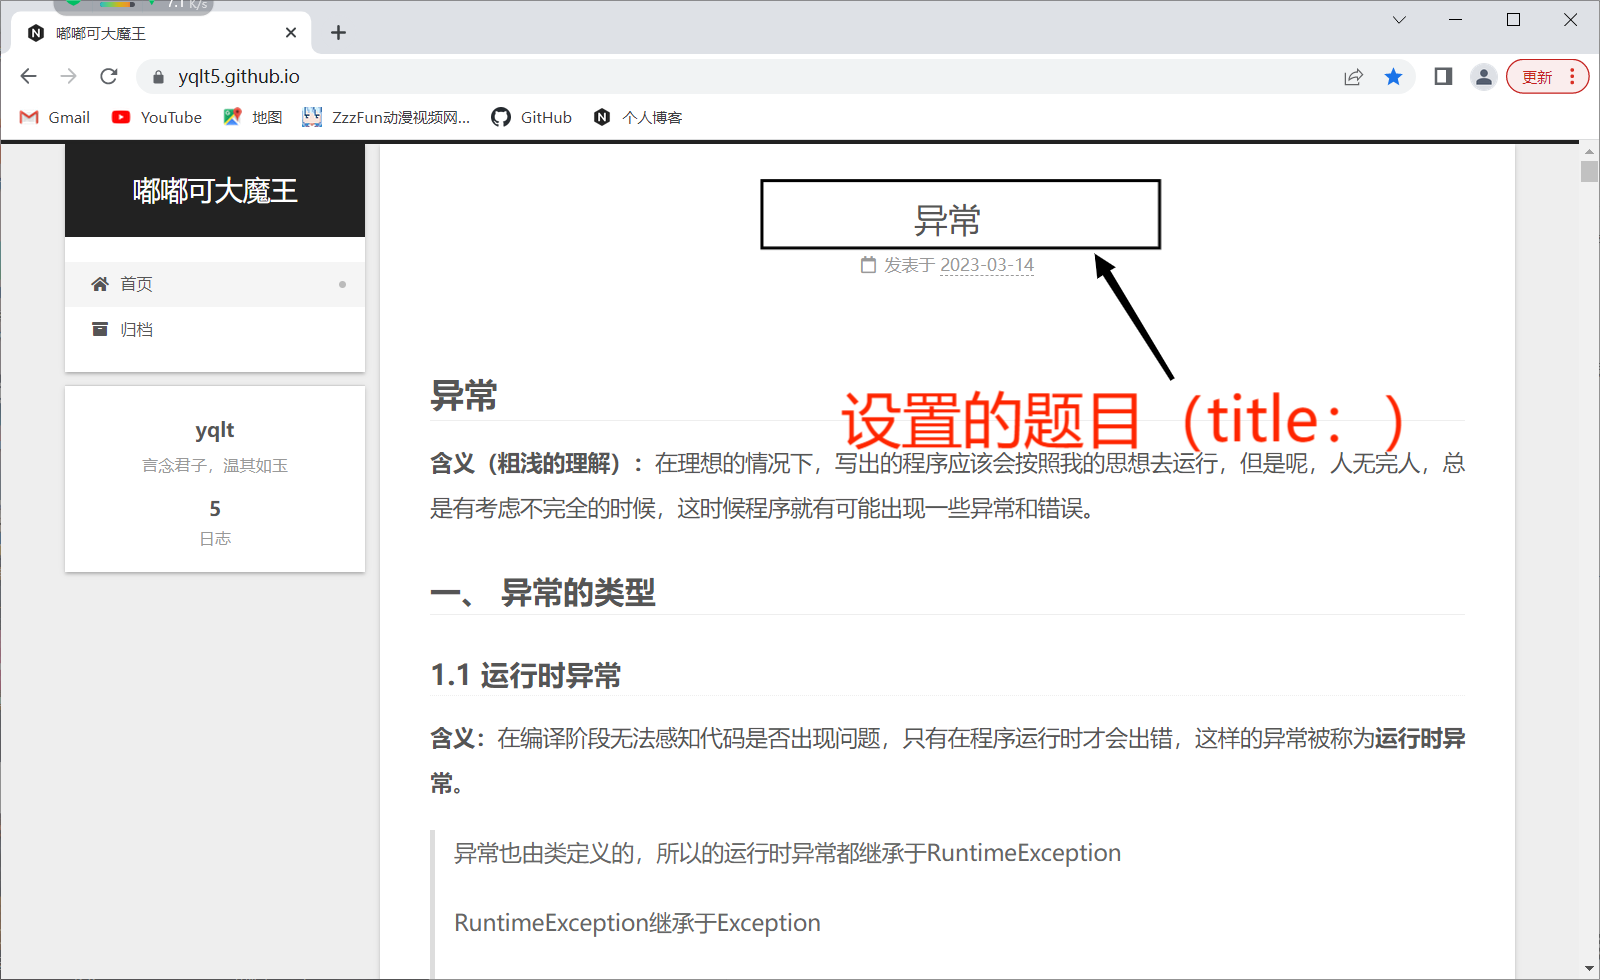 7.1 K/s
嘟嘟可大魔王
yqlt5.github.io
更新
Gmail
YouTube
地图
ZzzFun动漫视频网...
GitHub
个人博客
嘟嘟可大魔王
首页
归档
yqlt
言念君子，温其如玉
5
日志
异常
发表于 2023-03-14
设置的题目（title： ）
异常
含义（粗浅的理解）：在理想的情况下，写出的程序应该会按照我的思想去运行，但是呢，人无完人，总
是有考虑不完全的时候，这时候程序就有可能出现一些异常和错误。
一、 异常的类型
1.1 运行时异常
含义：在编译阶段无法感知代码是否出现问题，只有在程序运行时才会出错，这样的异常被称为运行时异
常。
异常也由类定义的，所以的运行时异常都继承于RuntimeException
RuntimeException继承于Exception